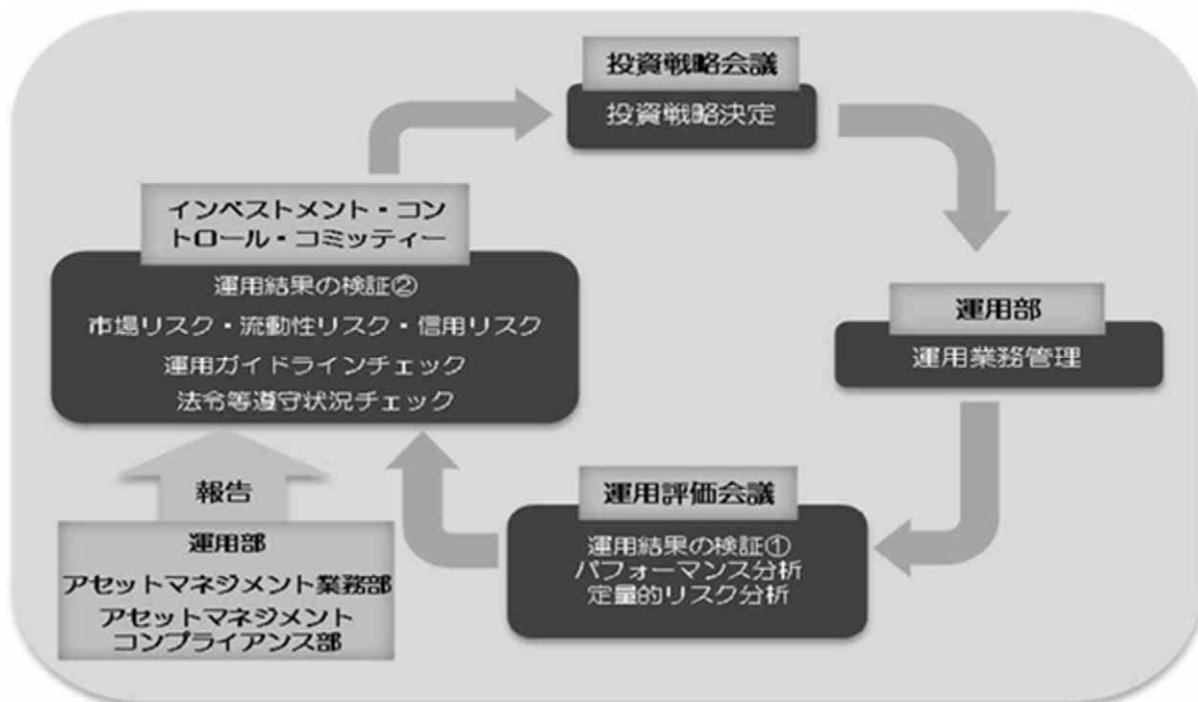 投資戦略会議
投資戦略決定
インベストメント・コン
トロール・コミッティー
運用結果の検証②
市場リスク・流動性リスク・信用リスク
運用ガイドラインチェック
法令等遵守状況チェック
運用部
運用業務管理
運用評価会議
運用結果の検証①
パフォーマンス分析
定量的リスク分析
報告
運用部
アセットマネジメント業務部
アセットマネジメント
コンプライアンス部